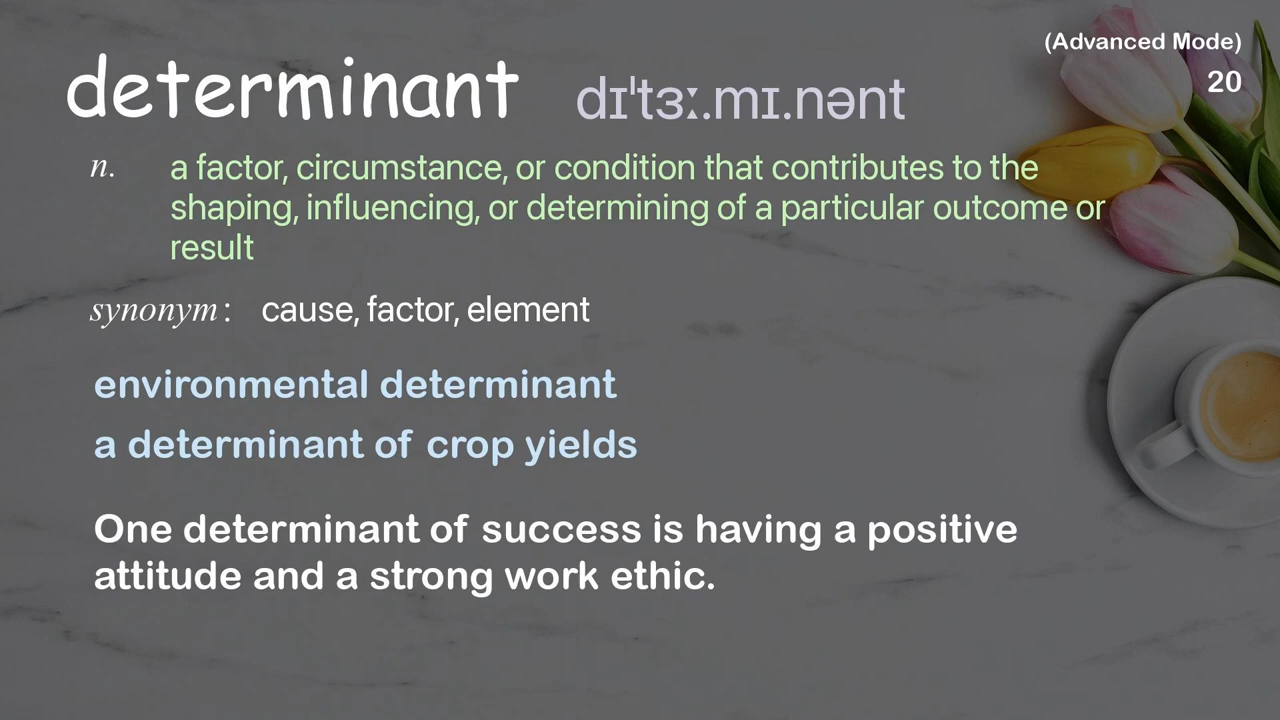 (Advanced Mode)
20
determinant dɪˈtɜː.mɪ.nənt
n. a factor, circumstance, or condition that contributes to the
shaping, influencing, or determining of a particular outcome or
result
synonym: cause, factor, element
environmental determinant
a determinant of crop yields
One determinant of success is having a positive
attitude and a strong work ethic.